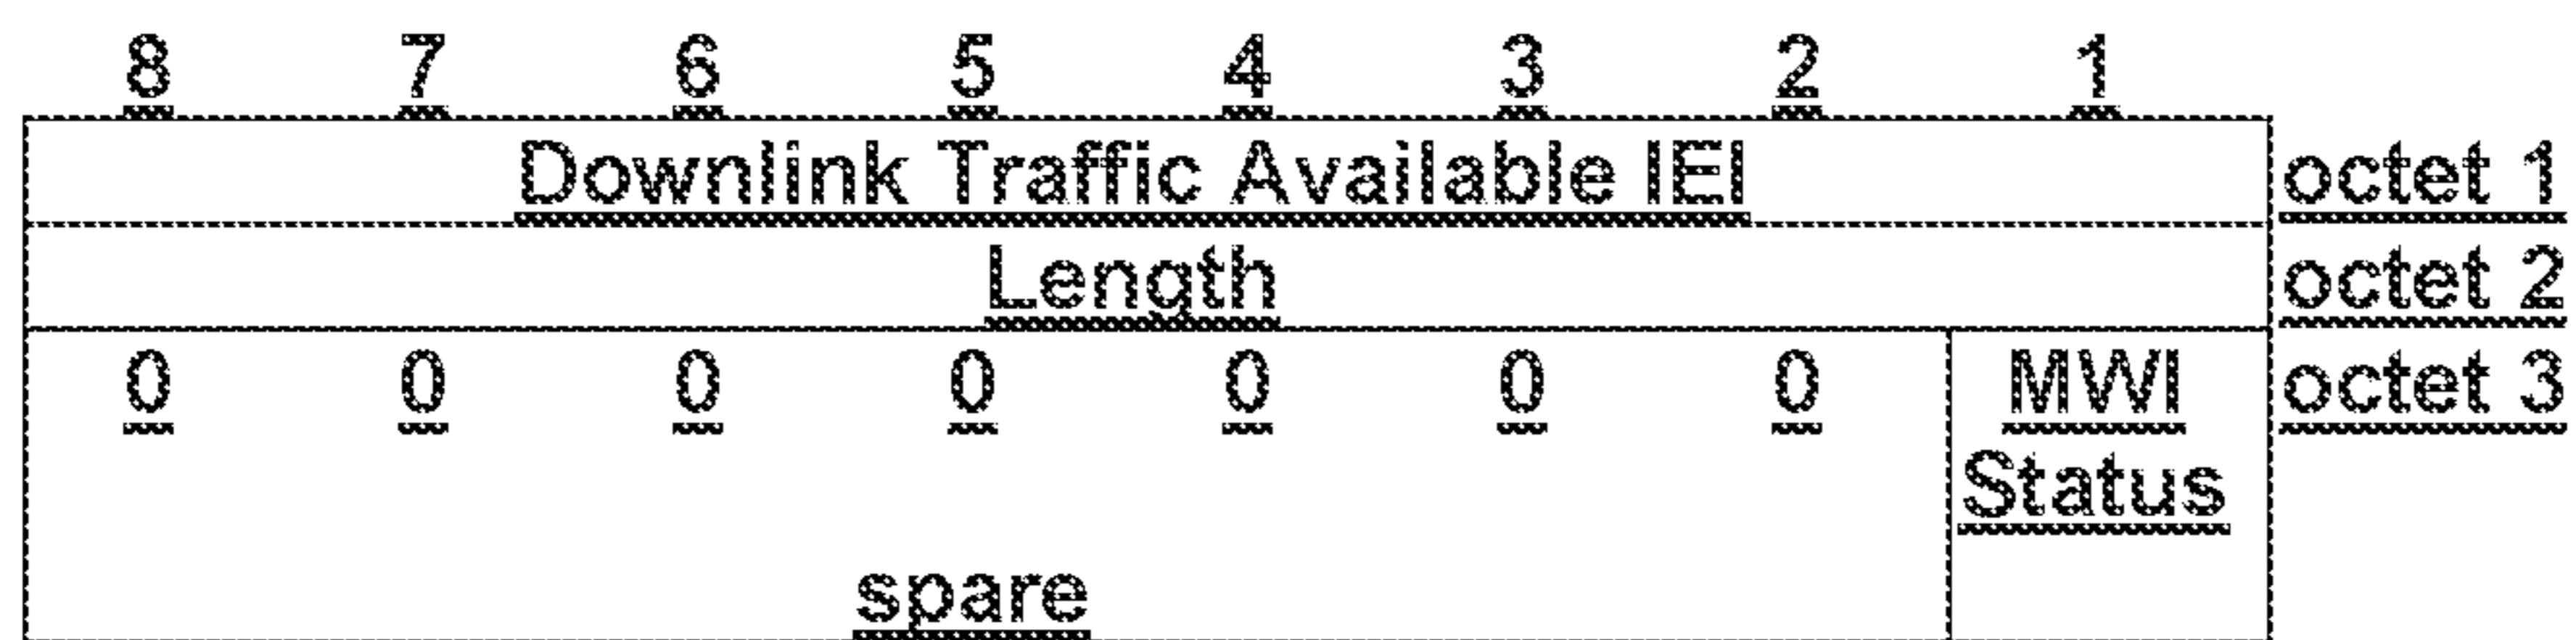 8 7 6 5 4 3 2 1
Downlink Traffic Available IEI octet 1
Length octet 2
0 0 0 0 0 0 0 MWI octet 3
Status
spare